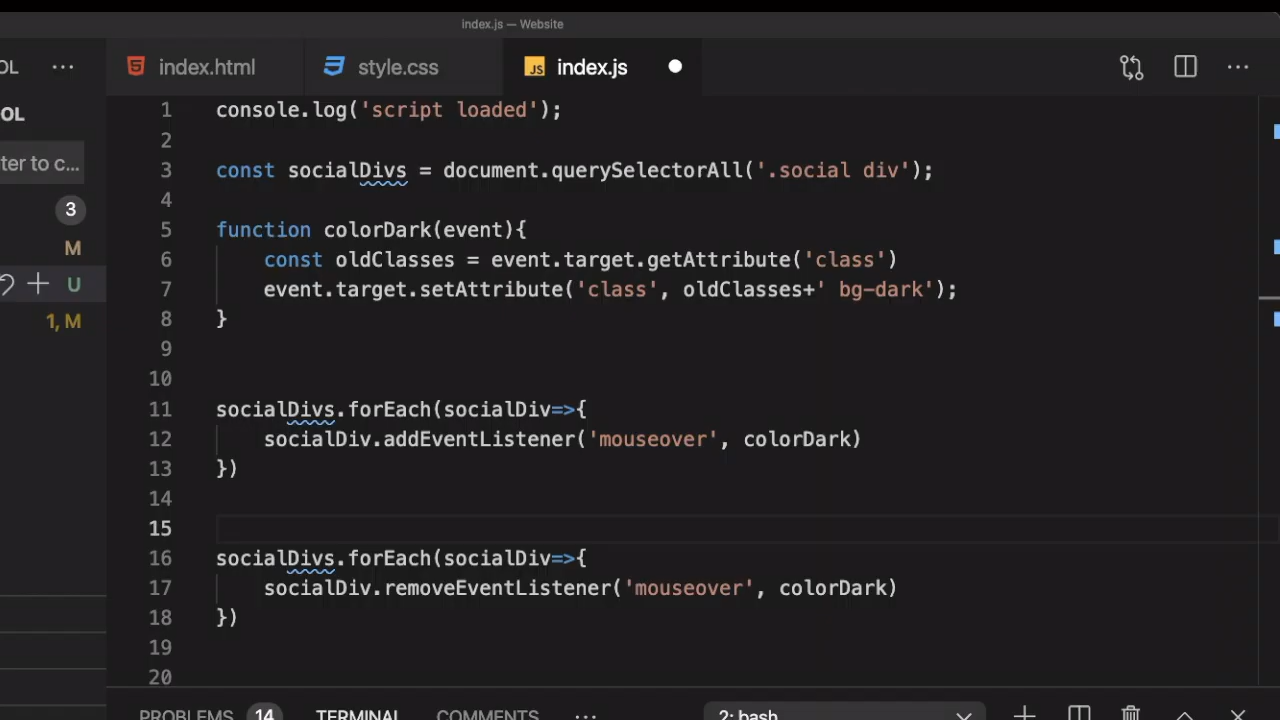 index.js — Website
OL ··· index.html style.css JS index.js ···
OL
ter to c...
3
M
U
1, M
1 console.log('script loaded');
2
3 const socialDivs = document.querySelectorAll('.social div');
4
5 function colorDark(event){
6 const oldClasses = event.target.getAttribute('class')
7 event.target.setAttribute('class', oldClasses+' bg-dark');
8 }
9
10
11 socialDivs.forEach(socialDiv=>{
12 socialDiv.addEventListener('mouseover', colorDark)
13 })
14
15
16 socialDivs.forEach(socialDiv=>{
17 socialDiv.removeEventListener('mouseover', colorDark)
18 })
19
20
PROBLEMS 14 TERMINAL COMMENTS ··· 2: bash